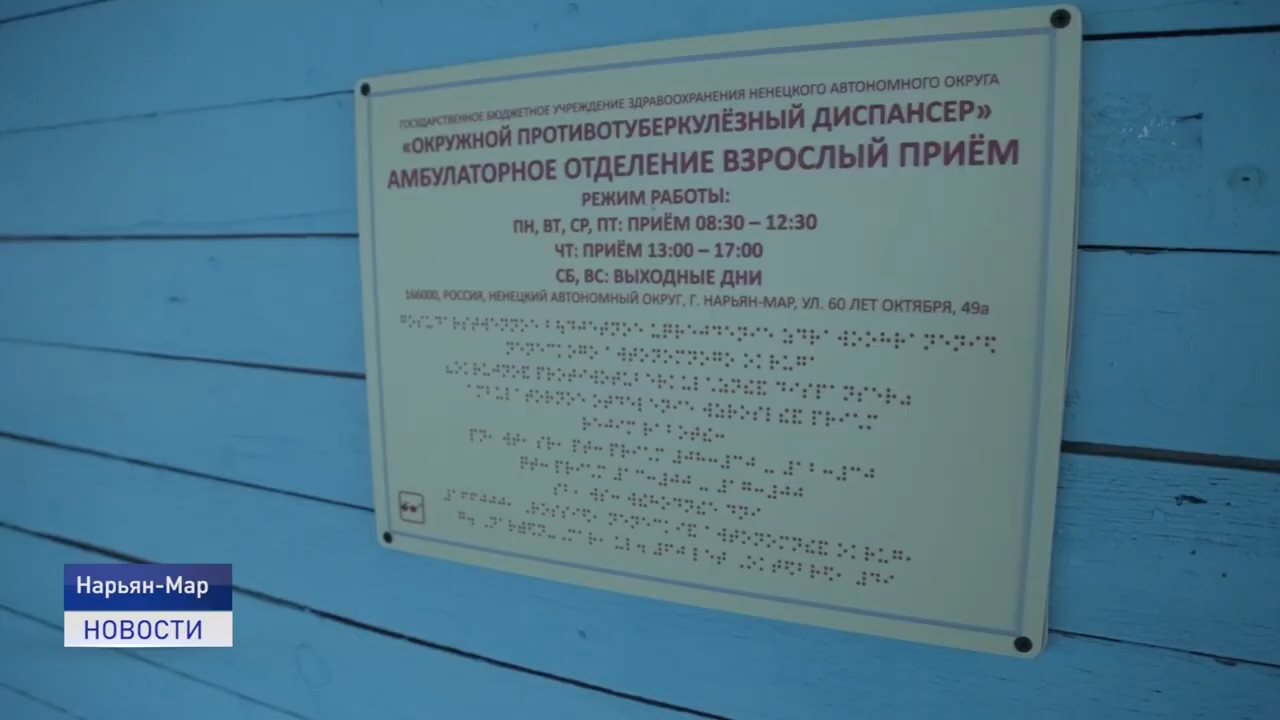 ГОСУДАРСТВЕННОЕ БЮДЖЕТНОЕ УЧРЕЖДЕНИЕ ЗДРАВООХРАНЕНИЯ НЕНЕЦКОГО АВТОНОМНОГО ОКРУГА
«ОКРУЖНОЙ ПРОТИВОТУБЕРКУЛЁЗНЫЙ ДИСПАНСЕР»
АМБУЛАТОРНОЕ ОТДЕЛЕНИЕ ВЗРОСЛЫЙ ПРИЁМ
РЕЖИМ РАБОТЫ:
ПН, ВТ, СР, ПТ: ПРИЁМ 08:30 – 12:30
ЧТ: ПРИЁМ 13:00 – 17:00
СБ, ВС: ВЫХОДНЫЕ ДНИ
166000, РОССИЯ, НЕНЕЦКИЙ АВТОНОМНЫЙ ОКРУГ, Г. НАРЬЯН-МАР, УЛ. 60 ЛЕТ ОКТЯБРЯ, 49а
Нарьян-Мар
НОВОСТИ